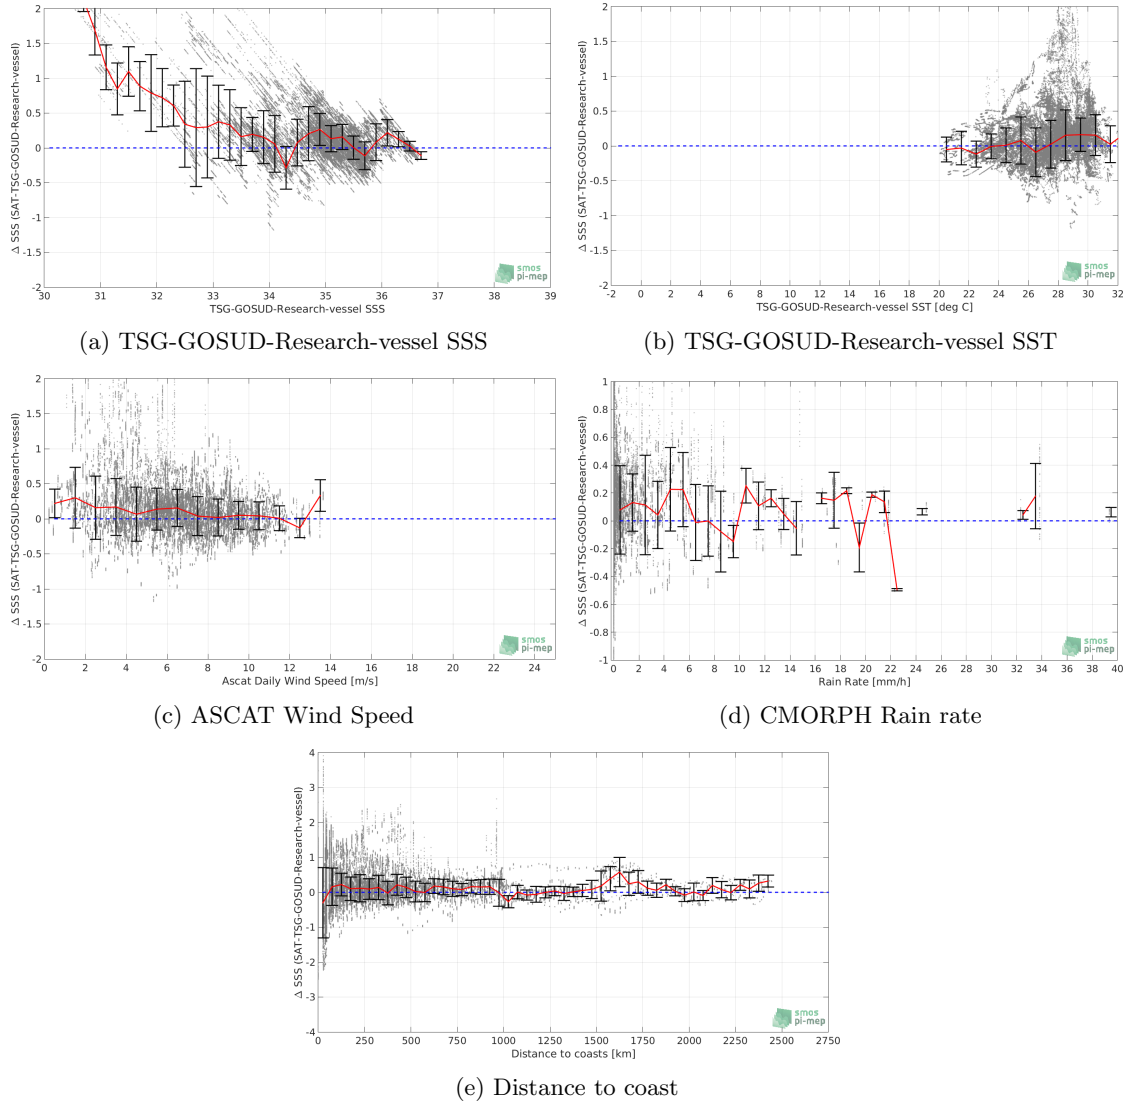 2
1.5
1
0.5
0
-0.5
-1
-1.5
-2
Δ SSS (SAT-TSG-GOSUD-Research-vessel)
30 31 32 33 34 35 36 37 38 39
TSG-GOSUD-Research-vessel SSS
smos
pi-mep
(a) TSG-GOSUD-Research-vessel SSS
2
1.5
1
0.5
0
-0.5
-1
-1.5
-2
Δ SSS (SAT-TSG-GOSUD-Research-vessel)
-2 0 2 4 6 8 10 12 14 16 18 20 22 24 26 28 30 32
TSG-GOSUD-Research-vessel SST [deg C]
smos
pi-mep
(b) TSG-GOSUD-Research-vessel SST
2
1.5
1
0.5
0
-0.5
-1
-1.5
-2
Δ SSS (SAT-TSG-GOSUD-Research-vessel)
0 2 4 6 8 10 12 14 16 18 20 22 24
Ascat Daily Wind Speed [m/s]
smos
pi-mep
(c) ASCAT Wind Speed
1
0.8
0.6
0.4
0.2
0
-0.2
-0.4
-0.6
-0.8
-1
Δ SSS (SAT-TSG-GOSUD-Research-vessel)
0 2 4 6 8 10 12 14 16 18 20 22 24 26 28 30 32 34 36 38 40
Rain Rate [mm/h]
smos
pi-mep
(d) CMORPH Rain rate
4
3
2
1
0
-1
-2
-3
-4
Δ SSS (SAT-TSG-GOSUD-Research-vessel)
0 250 500 750 1000 1250 1500 1750 2000 2250 2500 2750
Distance to coasts [km]
smos
pi-mep
(e) Distance to coast